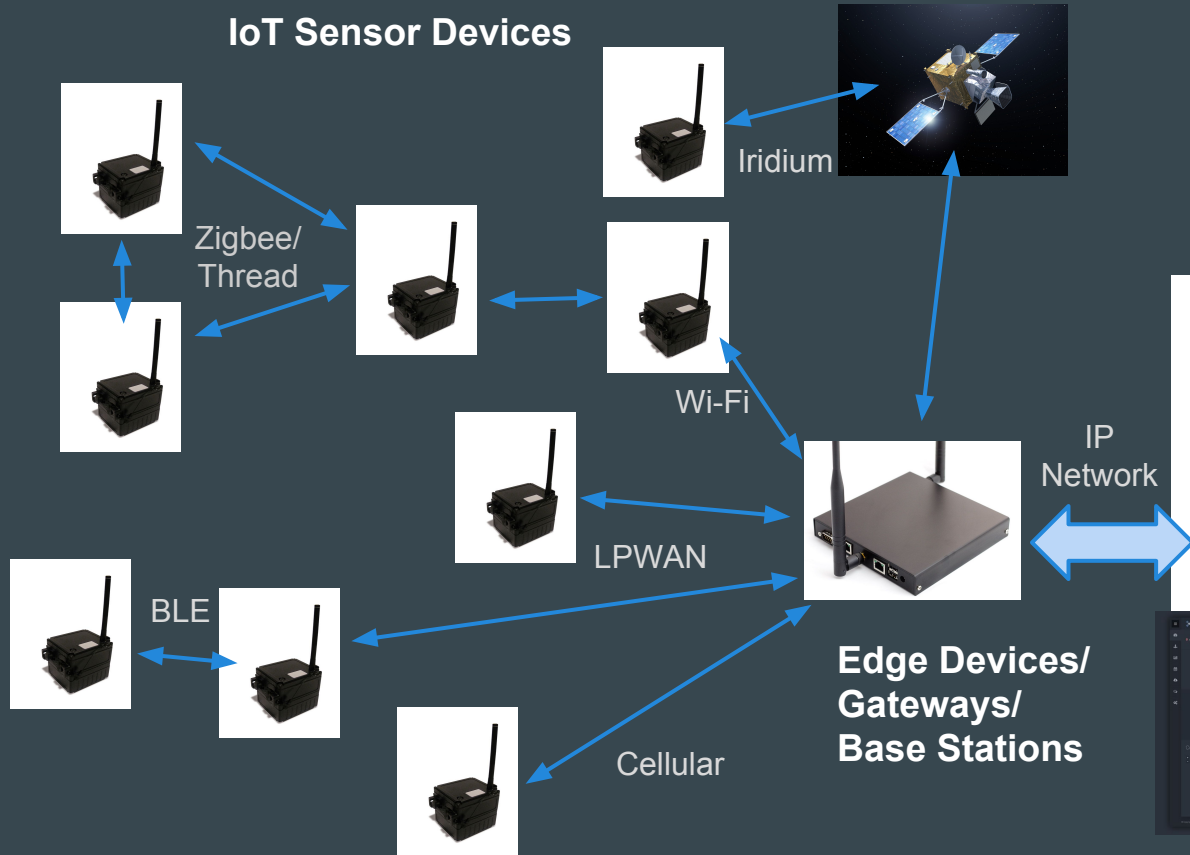 IoT Sensor Devices
Iridium
Zigbee/
Thread
Wi-Fi
IP
Network
LPWAN
BLE
Edge Devices/
Gateways/
Base Stations
Cellular